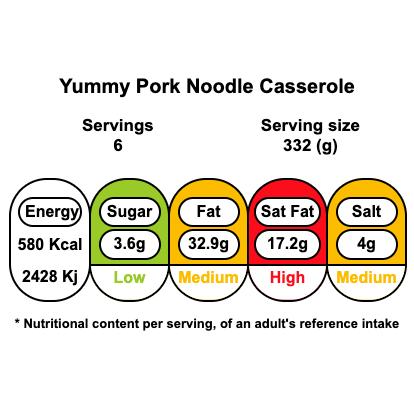 Yummy Pork Noodle Casserole
Servings
6
Serving size
332 (g)
Energy Sugar Fat Sat Fat Salt
580 Kcal 3.6g 32.9g 17.2g 4g
2428 Kj Low Medium High Medium
* Nutritional content per serving, of an adult's reference intake